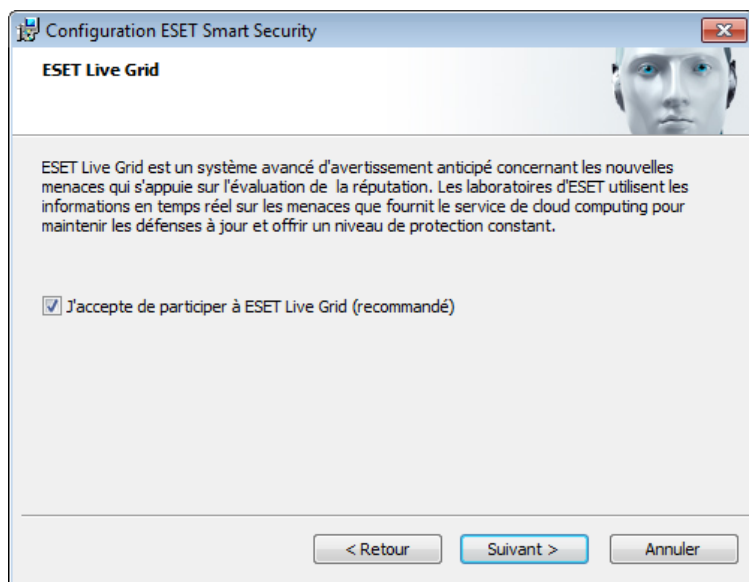 Configuration ESET Smart Security
ESET Live Grid
ESET Live Grid est un système avancé d'avertissement anticipé concernant les nouvelles
menaces qui s'appuie sur l'évaluation de la réputation. Les laboratoires d'ESET utilisent les
informations en temps réel sur les menaces que fournit le service de cloud computing pour
maintenir les défenses à jour et offrir un niveau de protection constant.
J'accepte de participer à ESET Live Grid (recommandé)
< Retour
Suivant >
Annuler